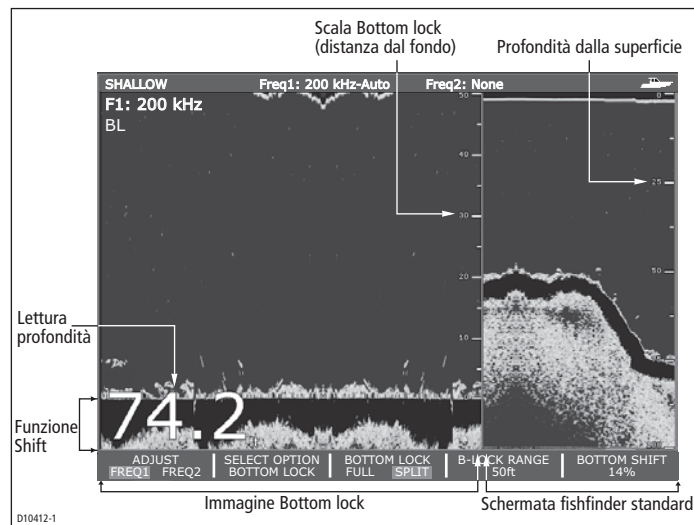 Scala Bottom lock
(distanza dal fondo)
Profondità dalla superficie
SHALLOW Freq1: 200 kHz-Auto Freq2: None
F1: 200 kHz
BL
50
0
40
25
30
50
20
10
Lettura
profondità
74.2
Funzione
Shift
ADJUST SELECT OPTION BOTTOM LOCK B-LOCK RANGE BOTTOM SHIFT
FREQ1 FREQ2 BOTTOM LOCK FULL SPLIT 50ft 14%
Immagine Bottom lock
Schermata fishfinder standard
D10412-1